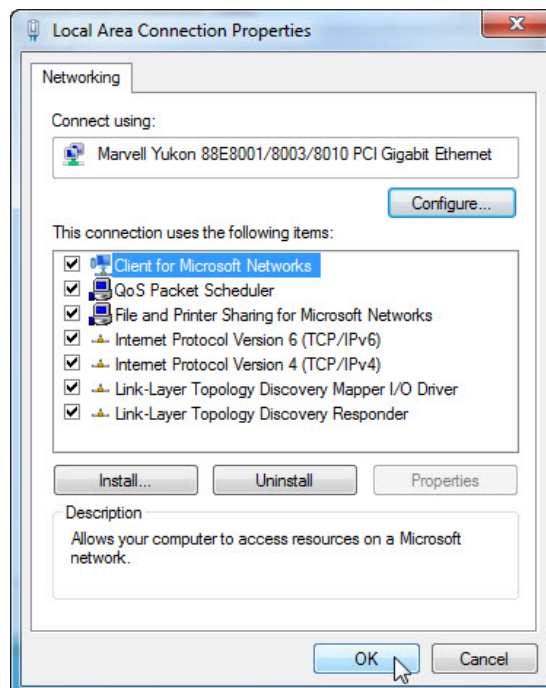 Local Area Connection Properties
Networking
Connect using:
Marvell Yukon 88E8001/8003/8010 PCI Gigabit Ethernet
Configure...
This connection uses the following items:
Client for Microsoft Networks
QoS Packet Scheduler
File and Printer Sharing for Microsoft Networks
Internet Protocol Version 6 (TCP/IPv6)
Internet Protocol Version 4 (TCP/IPv4)
Link-Layer Topology Discovery Mapper I/O Driver
Link-Layer Topology Discovery Responder
Install... Uninstall Properties
Description
Allows your computer to access resources on a Microsoft
network.
OK Cancel